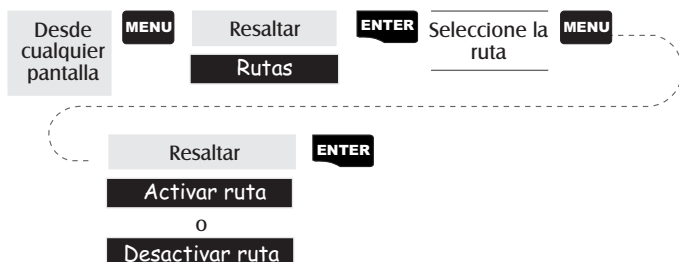 Desde
cualquier
pantalla
MENU
Resaltar
Rutas
ENTER
Seleccione la
ruta
MENU
Resaltar
Activar ruta
o
Desactivar ruta
ENTER